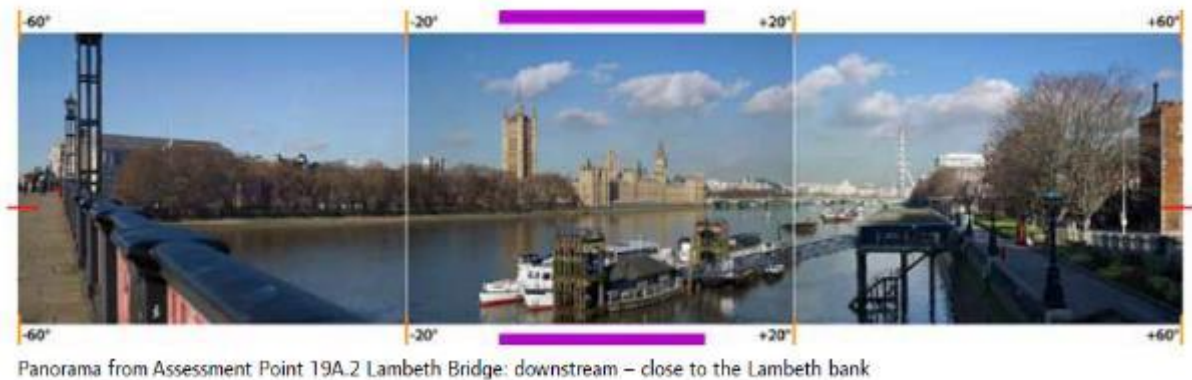 -60° -20° +20° +60°
-60° -20° +20° +60°
Panorama from Assessment Point 19A.2 Lambeth Bridge: downstream – close to the Lambeth bank